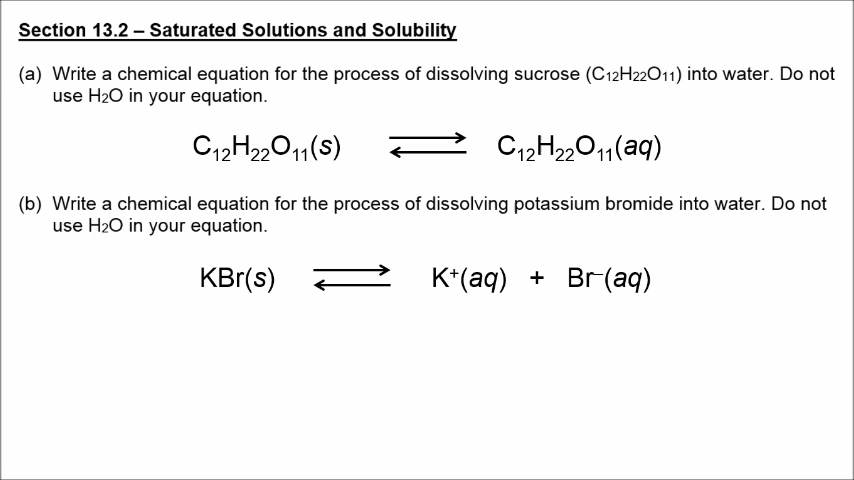 Section 13.2 – Saturated Solutions and Solubility
(a) Write a chemical equation for the process of dissolving sucrose (C₁₂H₂₂O₁₁) into water. Do not
use H₂O in your equation.
C₁₂H₂₂O₁₁(s) ⇌ C₁₂H₂₂O₁₁(aq)
(b) Write a chemical equation for the process of dissolving potassium bromide into water. Do not
use H₂O in your equation.
KBr(s) ⇌ K⁺(aq) + Br⁻(aq)